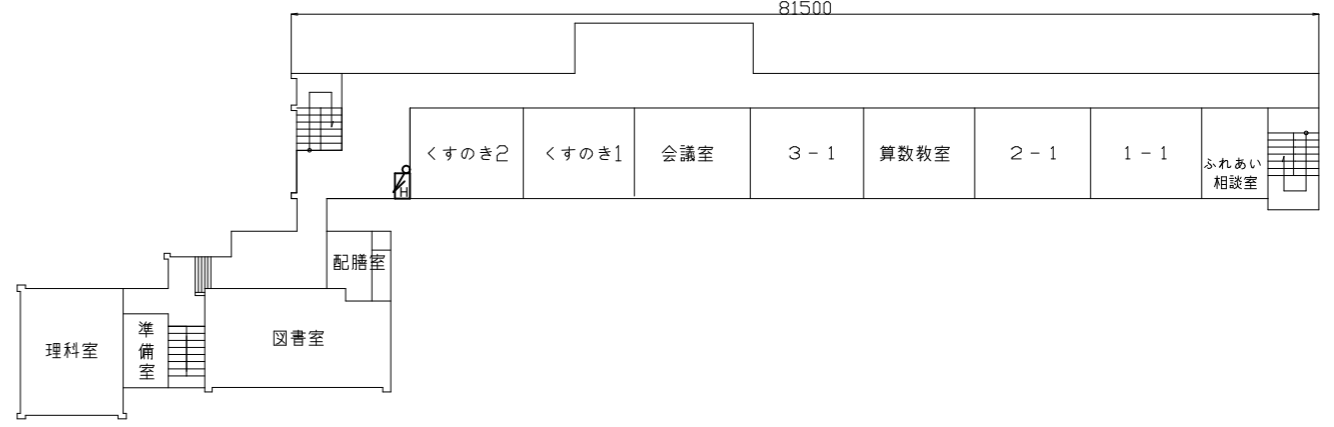 81500
くすのき2
くすのき1
会議室
3-1
算数教室
2-1
1-1
ふれあい
相談室
H
配膳室
理科室
準
備
室
図書室